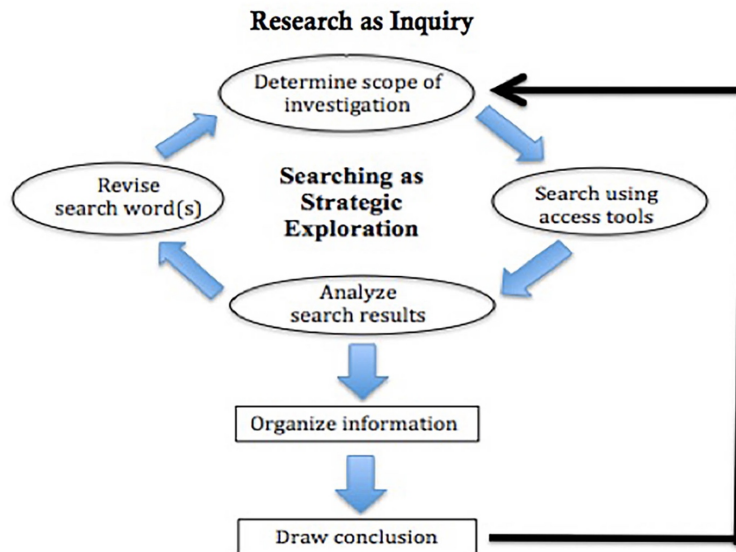 Research as Inquiry
Determine scope of
investigation
Revise
search word(s)
Searching as
Strategic
Exploration
Search using
access tools
Analyze
search results
Organize information
Draw conclusion